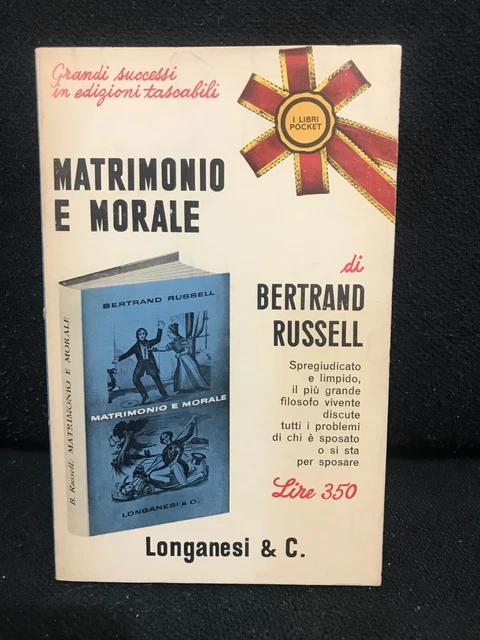 Grandi successi
in edizioni tascabili
I LIBRI
POCKET
MATRIMONIO
E MORALE
di
BERTRAND
RUSSELL
Spregiudicato
e limpido,
il più grande
filosofo vivente
discute
tutti i problemi
di chi è sposato
o si sta
per sposare
Lire 350
B. Russell: MATRIMONIO E MORALE
BERTRAND RUSSELL
MATRIMONIO E MORALE
LONGANESI & C.
Longanesi & C.